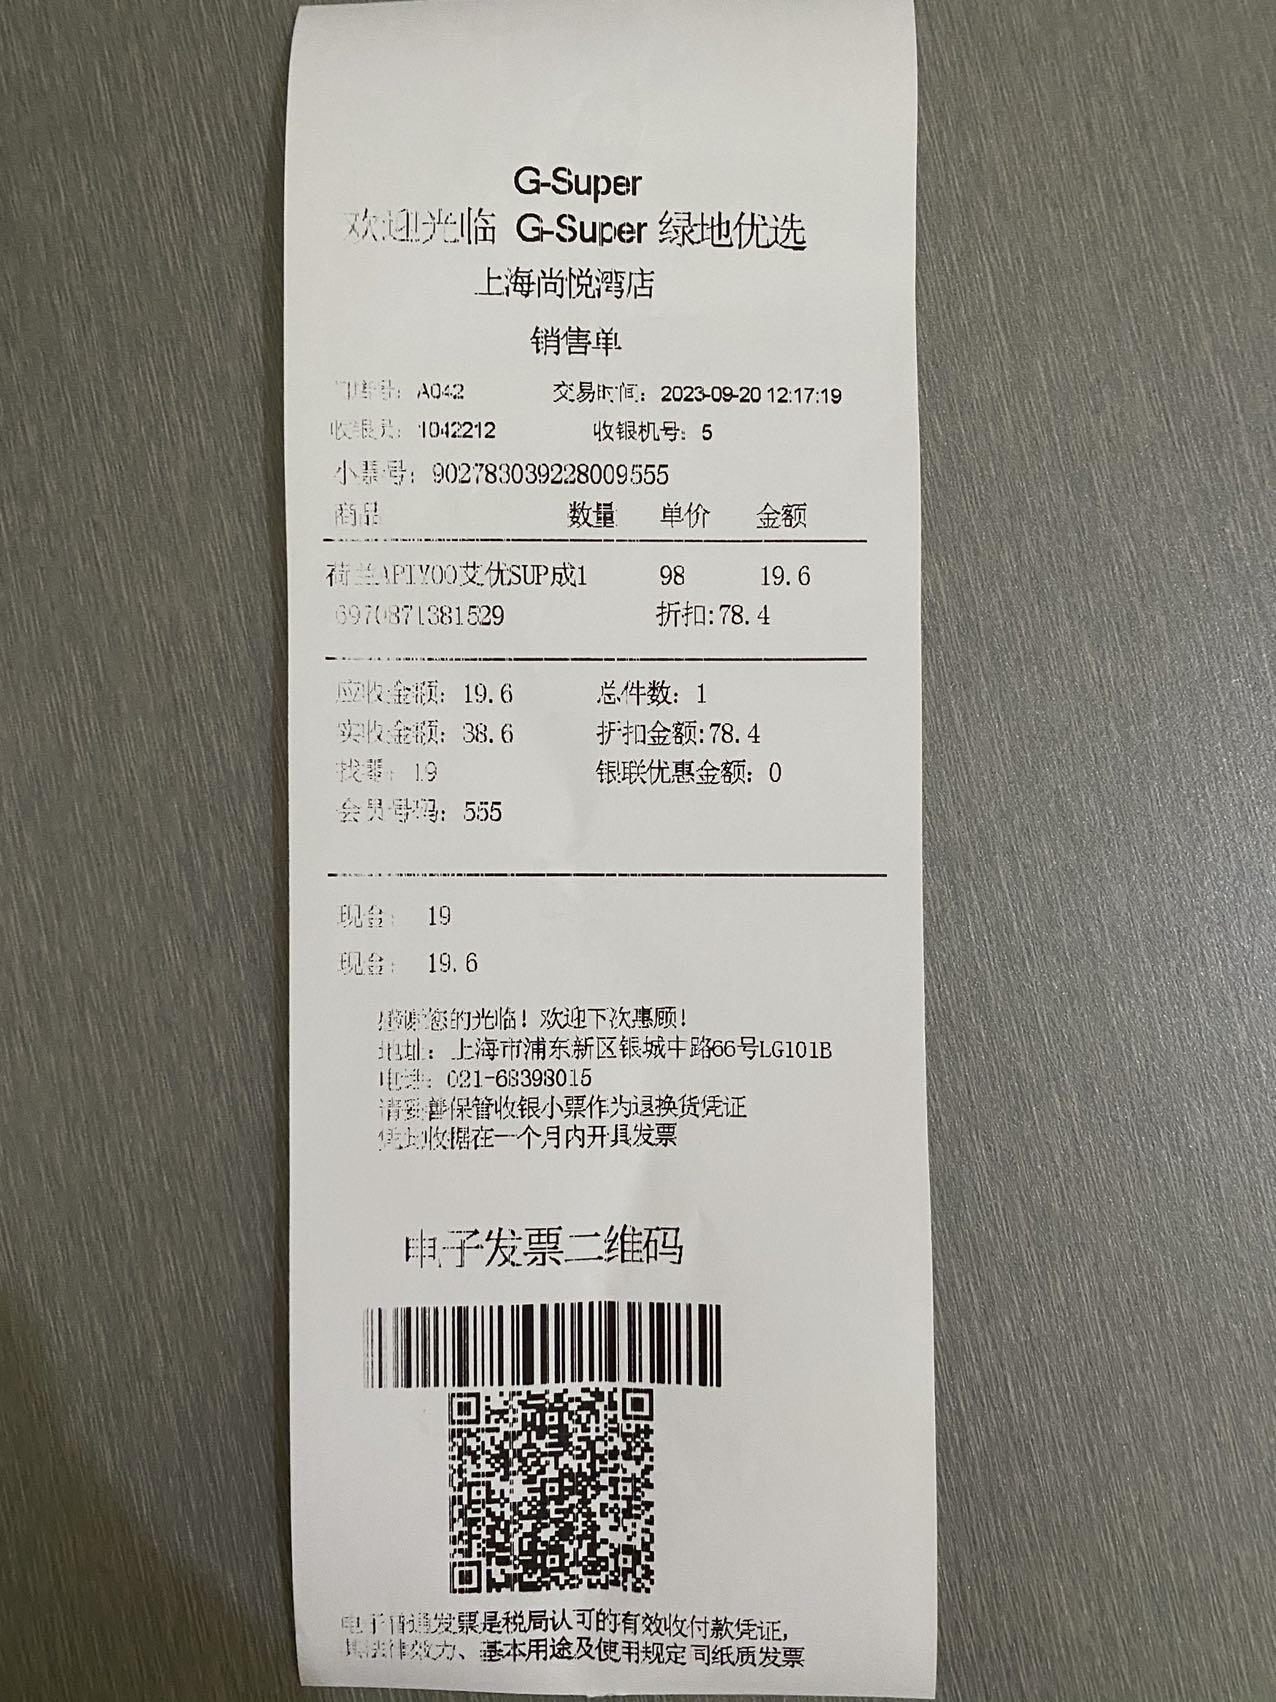 G-Super
欢迎光临 G-Super 绿地优选
上海尚悦湾店
销售单
门店号: A042 交易时间: 2023-09-20 12:17:19
收银员: 1042212 收银机号: 5
小票号: 902783039228009555
商品 数量 单价 金额
荷兰APTYOO艾优SUP成1 98 19.6
6970871381529 折扣:78.4
应收金额: 19.6 总件数: 1
实收金额: 38.6 折扣金额:78.4
找零: 19 银联优惠金额: 0
会员号码: 555
现金: 19
现金: 19.6
感谢您的光临! 欢迎下次惠顾!
地址: 上海市浦东新区银城中路66号LG101B
电话: 021-68398015
请妥善保管收银小票作为退换货凭证
凭此收据在一个月内开具发票
电子发票二维码
电子普通发票是税局认可的有效收付款凭证,
其法律效力、基本用途及使用规定同纸质发票